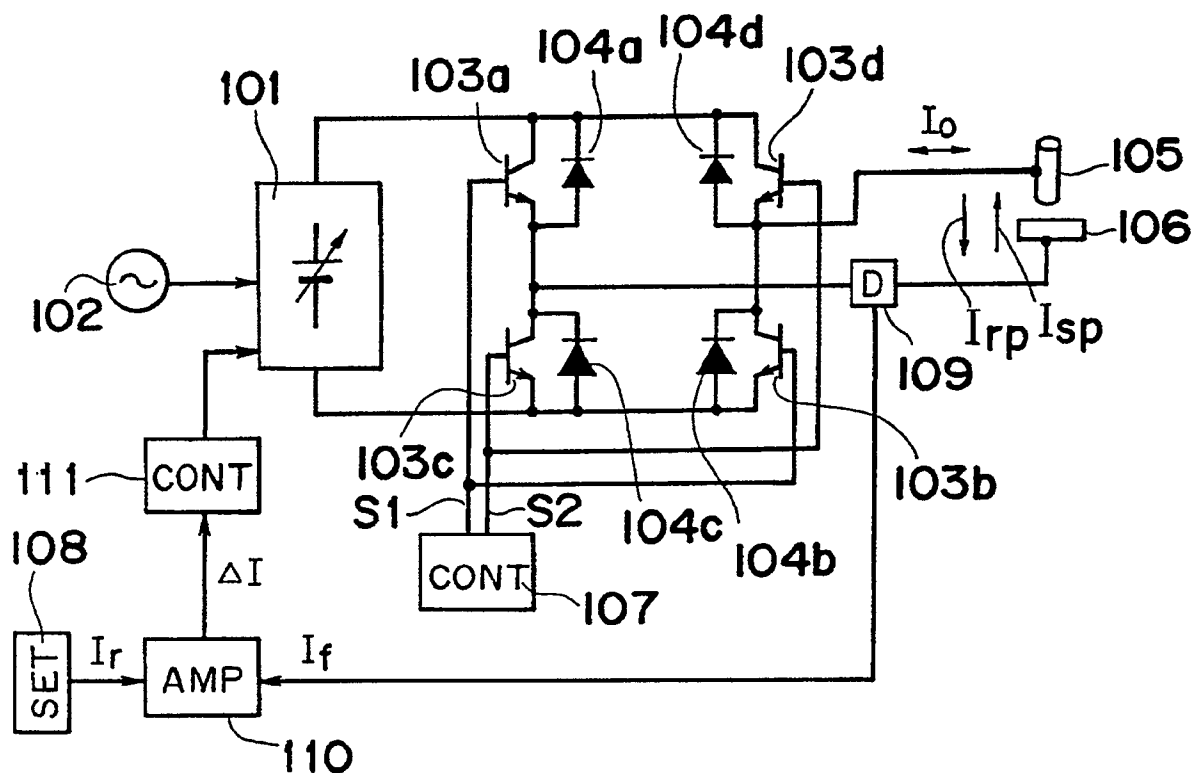 104a
104d
103a
103d
101
Io
105
106
102
D
Irp
Isp
109
111
CONT
103c
103b
S1
S2
104c
104b
108
ΔI
CONT
107
SET
Ir
AMP
If
110